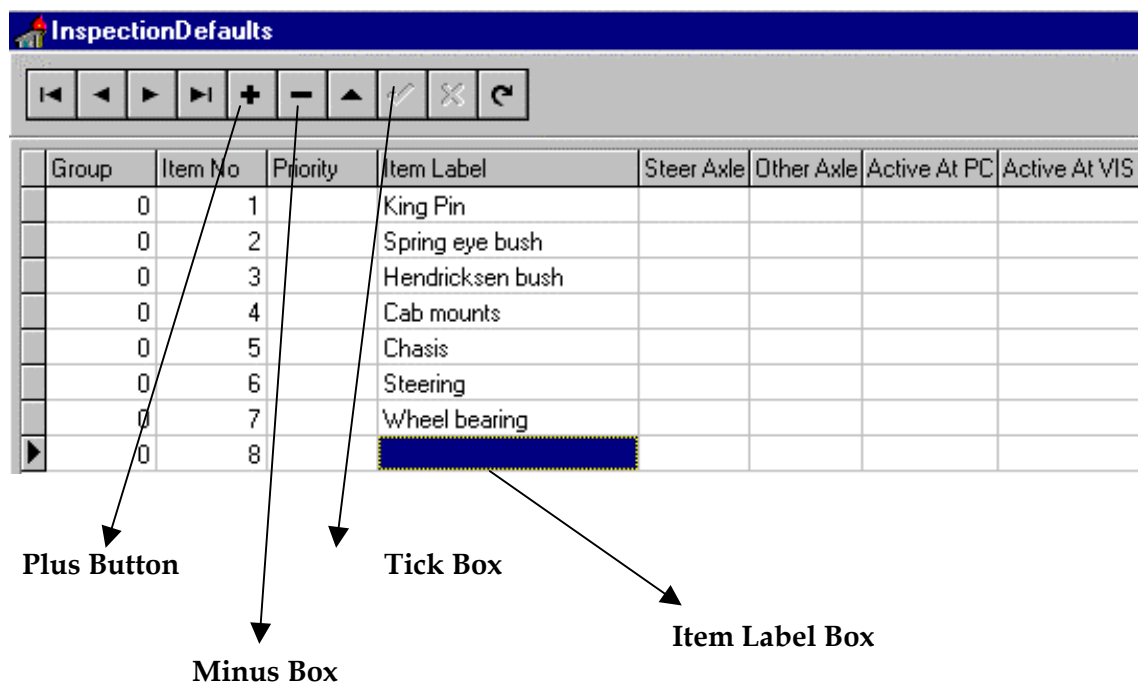 InspectionDefaults
Group Item No Priority Item Label Steer Axle Other Axle Active At PC Active At VIS
0 1 King Pin
0 2 Spring eye bush
0 3 Hendricksen bush
0 4 Cab mounts
0 5 Chasis
0 6 Steering
0 7 Wheel bearing
0 8
Plus Button Tick Box
Item Label Box
Minus Box